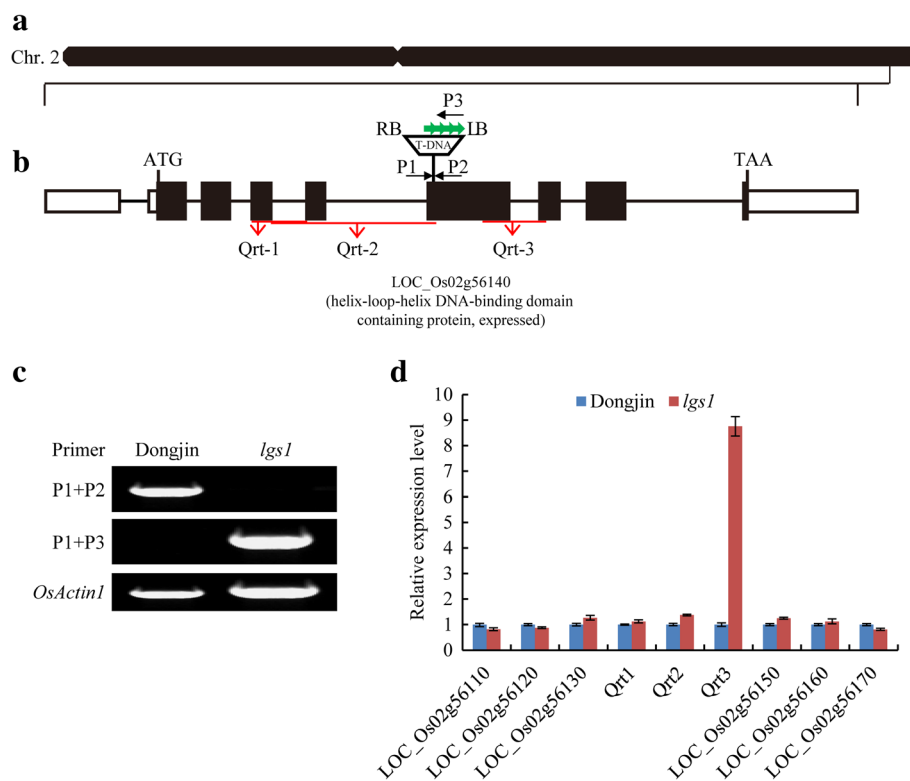 a
Chr. 2
P3
RB
LB
T-DNA
b
ATG
P1
P2
TAA
Qrt-1
Qrt-2
Qrt-3
LOC_Os02g56140
(helix-loop-helix DNA-binding domain
containing protein, expressed)
c
Primer
Dongjin
lgs1
P1+P2
P1+P3
OsActin1
d
Relative expression level
10
9
8
7
6
5
4
3
2
1
0
Dongjin
lgs1
LOC_Os02g56110
LOC_Os02g56120
LOC_Os02g56130
Qrt1
Qrt2
Qrt3
LOC_Os02g56150
LOC_Os02g56160
LOC_Os02g56170